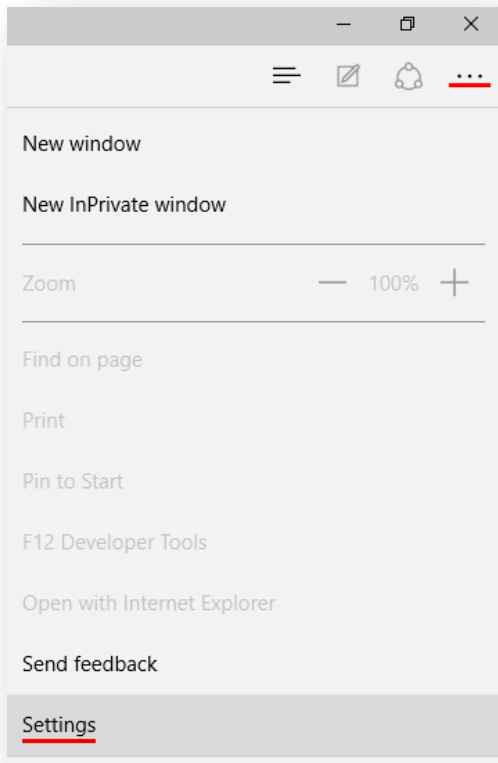 New window
New InPrivate window
Zoom — 100% +
Find on page
Print
Pin to Start
F12 Developer Tools
Open with Internet Explorer
Send feedback
Settings